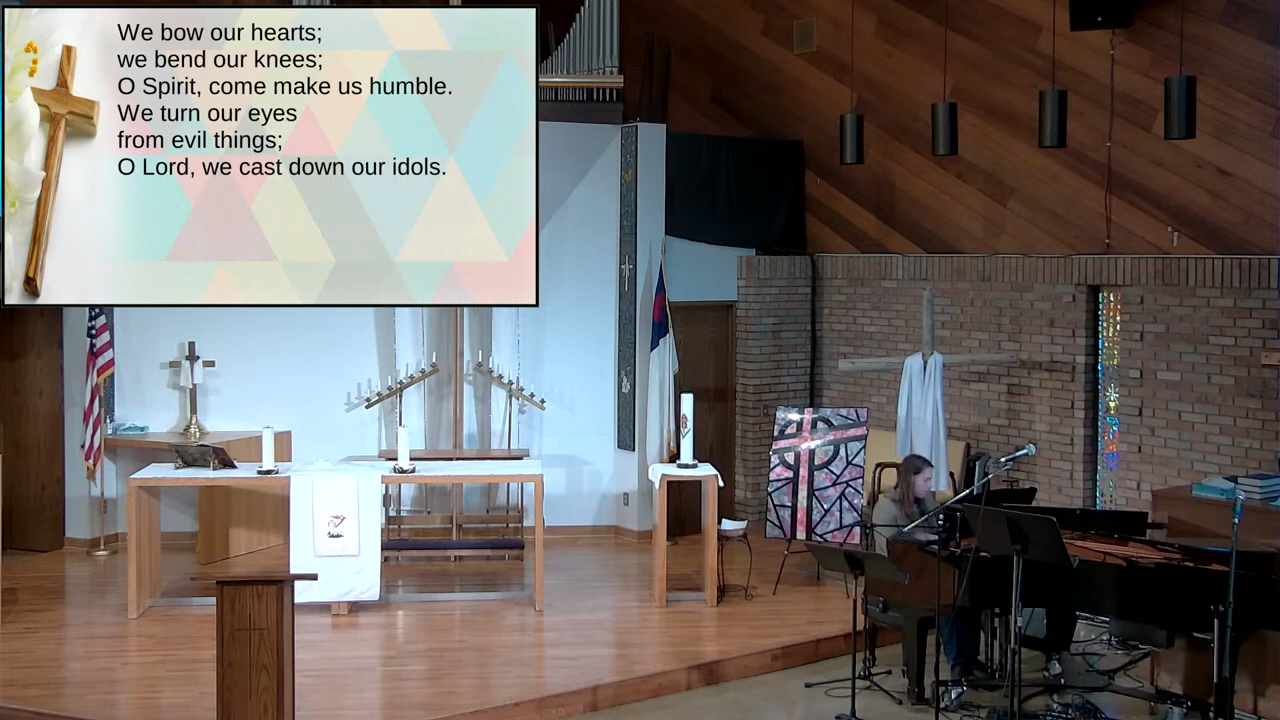 We bow our hearts;
we bend our knees;
O Spirit, come make us humble.
We turn our eyes
from evil things;
O Lord, we cast down our idols.